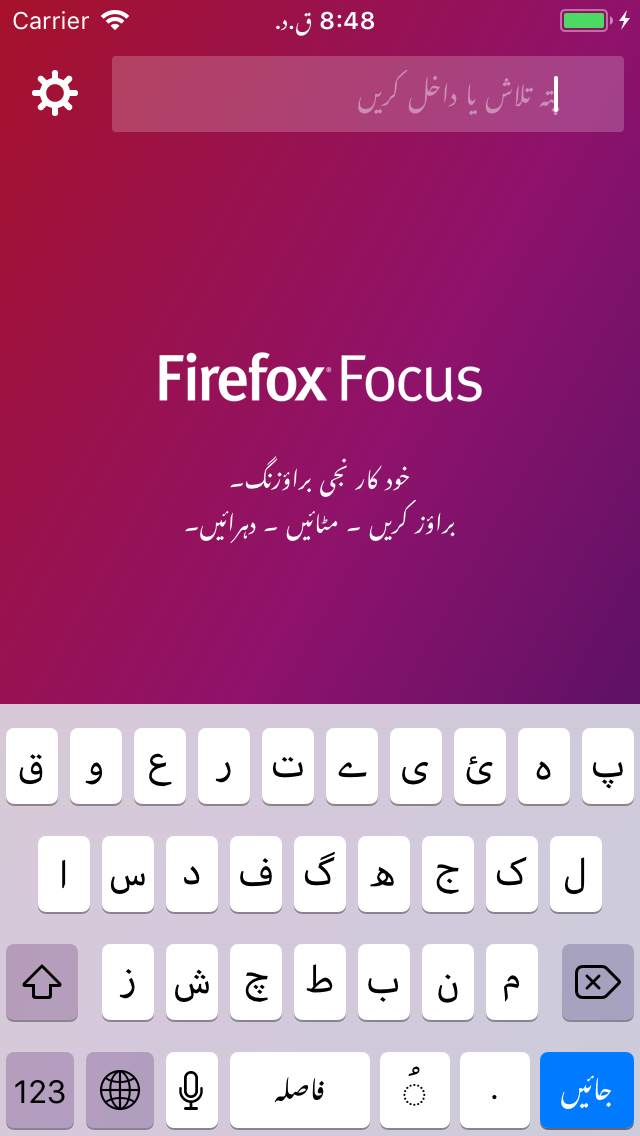 Carrier 8:48 ق.د.
پتہ تلاش یا داخل کریں
Firefox Focus
خود کار نجی براؤزنگ۔
براؤز کریں ۔ مٹائیں ۔ دہرائیں۔
ق و ع ر ت ے ی ئ ہ پ
ا س د ف گ ھ ج ک ل
ز ش چ ط ب ن م
123 فاصلہ ُ . جائیں